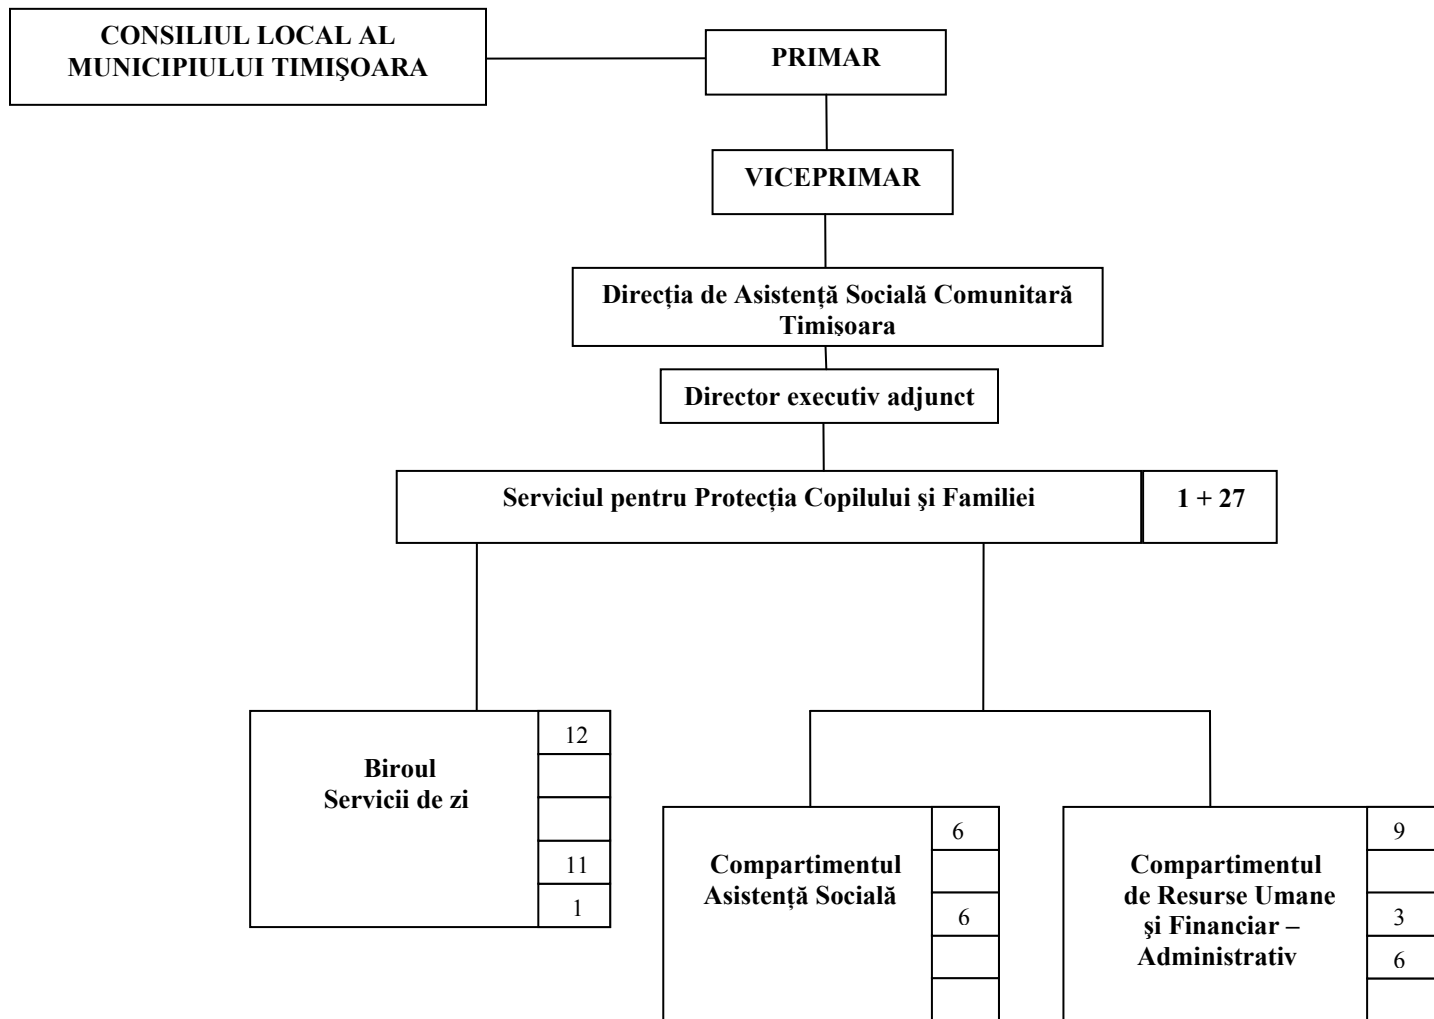 CONSILIUL LOCAL AL
MUNICIPIULUI TIMIŞOARA
PRIMAR
VICEPRIMAR
Direcția de Asistență Socială Comunitară
Timişoara
Director executiv adjunct
Serviciul pentru Protecția Copilului şi Familiei
1 + 27
Biroul
Servicii de zi
12
11
1
Compartimentul
Asistență Socială
6
6
Compartimentul
de Resurse Umane
şi Financiar –
Administrativ
9
3
6